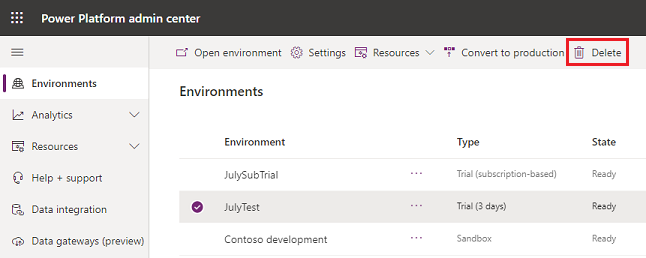 Power Platform admin center
Open environment Settings Resources Convert to production Delete
Environments
Analytics
Resources
Help + support
Data integration
Data gateways (preview)
Environments
Environment Type State
JulySubTrial ··· Trial (subscription-based) Ready
JulyTest ··· Trial (3 days) Ready
Contoso development ··· Sandbox Ready